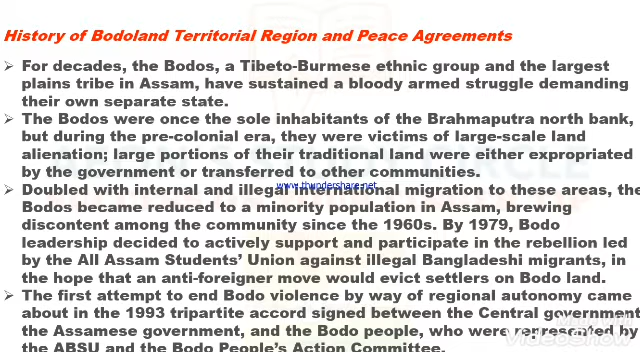 History of Bodoland Territorial Region and Peace Agreements
➢ For decades, the Bodos, a Tibeto-Burmese ethnic group and the largest
plains tribe in Assam, have sustained a bloody armed struggle demanding
their own separate state.
➢ The Bodos were once the sole inhabitants of the Brahmaputra north bank,
but during the pre-colonial era, they were victims of large-scale land
alienation; large portions of their traditional land were either expropriated
by the government or transferred to other communities.
www.thundershare.net
➢ Doubled with internal and illegal international migration to these areas, the
Bodos became reduced to a minority population in Assam, brewing
discontent among the community since the 1960s. By 1979, Bodo
leadership decided to actively support and participate in the rebellion led
by the All Assam Students’ Union against illegal Bangladeshi migrants, in
the hope that an anti-foreigner move would evict settlers on Bodo land.
➢ The first attempt to end Bodo violence by way of regional autonomy came
about in the 1993 tripartite accord signed between the Central government
the Assamese government, and the Bodo people, who were represented by
the ABSU and the Bodo People’s Action Committee.
VideoShow